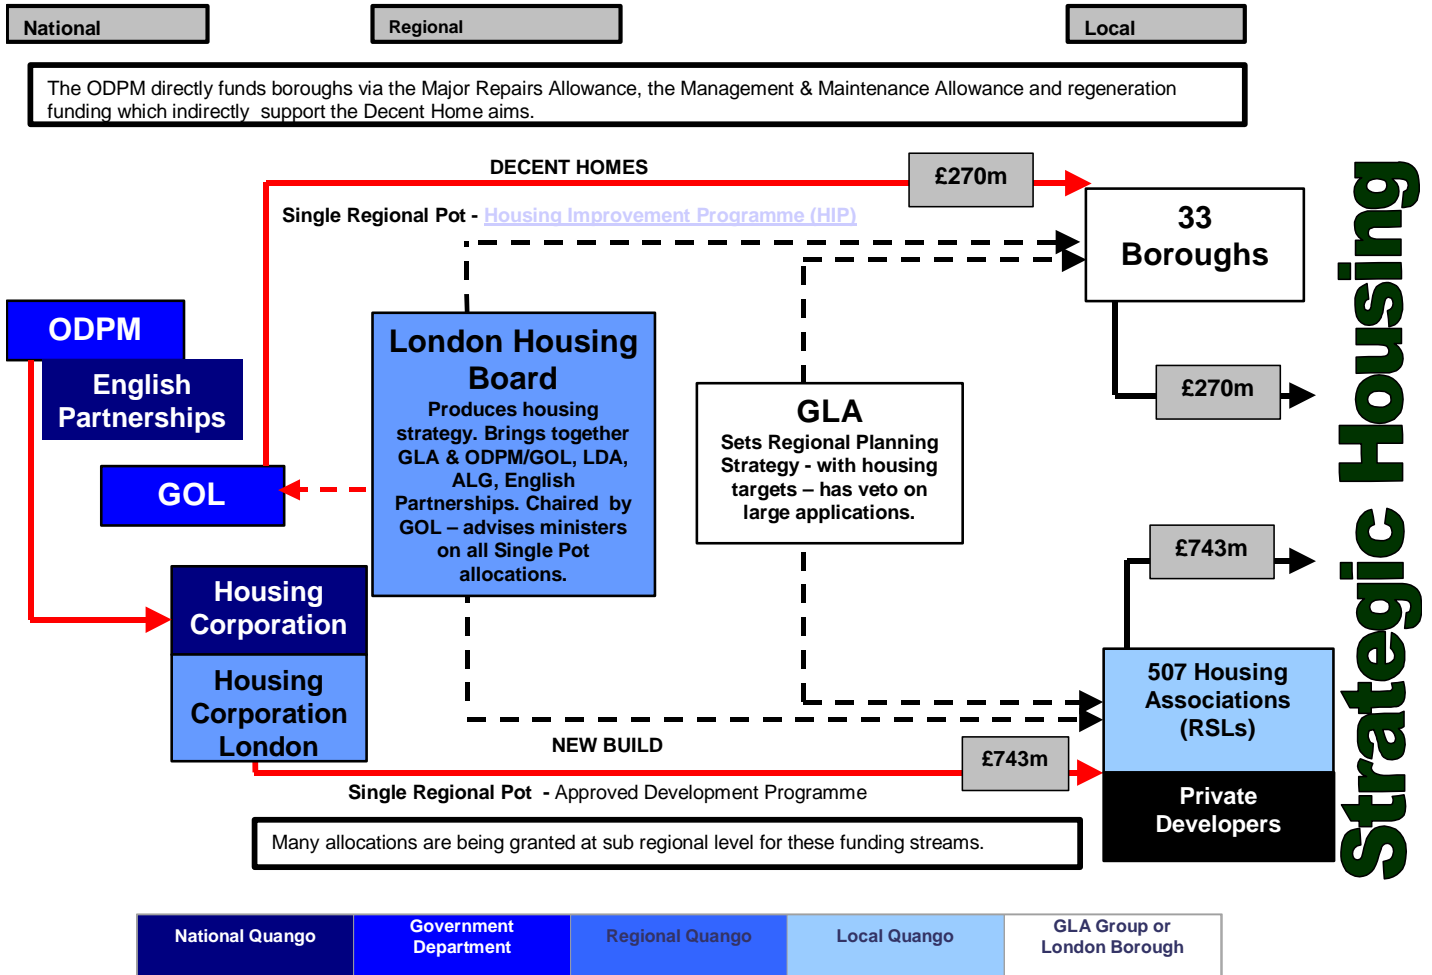 National
Regional
Local
The ODPM directly funds boroughs via the Major Repairs Allowance, the Management & Maintenance Allowance and regeneration
funding which indirectly support the Decent Home aims.
DECENT HOMES
£270m
Single Regional Pot - Housing Improvement Programme (HIP)
33
Boroughs
ODPM
English
Partnerships
GOL
London Housing
Board
Produces housing
strategy. Brings together
GLA & ODPM/GOL, LDA,
ALG, English
Partnerships. Chaired by
GOL – advises ministers
on all Single Pot
allocations.
GLA
Sets Regional Planning
Strategy - with housing
targets – has veto on
large applications.
£270m
£743m
Housing
Corporation
Housing
Corporation
London
507 Housing
Associations
(RSLs)
Private
Developers
NEW BUILD
£743m
Single Regional Pot - Approved Development Programme
Many allocations are being granted at sub regional level for these funding streams.
Strategic Housing
National Quango
Government
Department
Regional Quango
Local Quango
GLA Group or
London Borough